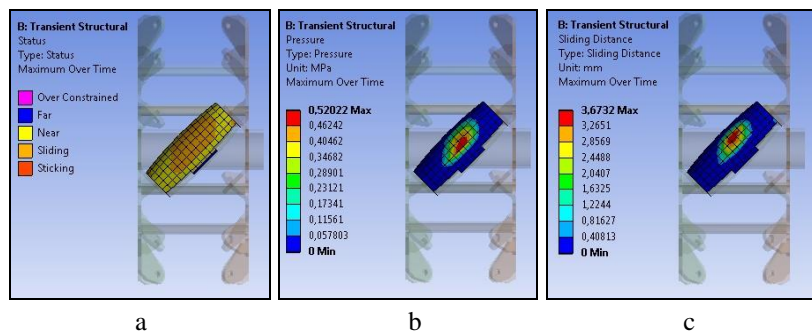 B: Transient Structural
Status
Type: Status
Maximum Over Time
Over Constrained
Far
Near
Sliding
Sticking
a
B: Transient Structural
Pressure
Type: Pressure
Unit: MPa
Maximum Over Time
0,52022 Max
0,46242
0,40462
0,34682
0,28901
0,23121
0,17341
0,11561
0,057803
0 Min
b
B: Transient Structural
Sliding Distance
Type: Sliding Distance
Unit: mm
Maximum Over Time
3,6732 Max
3,2651
2,8569
2,4488
2,0407
1,6325
1,2244
0,81627
0,40813
0 Min
c